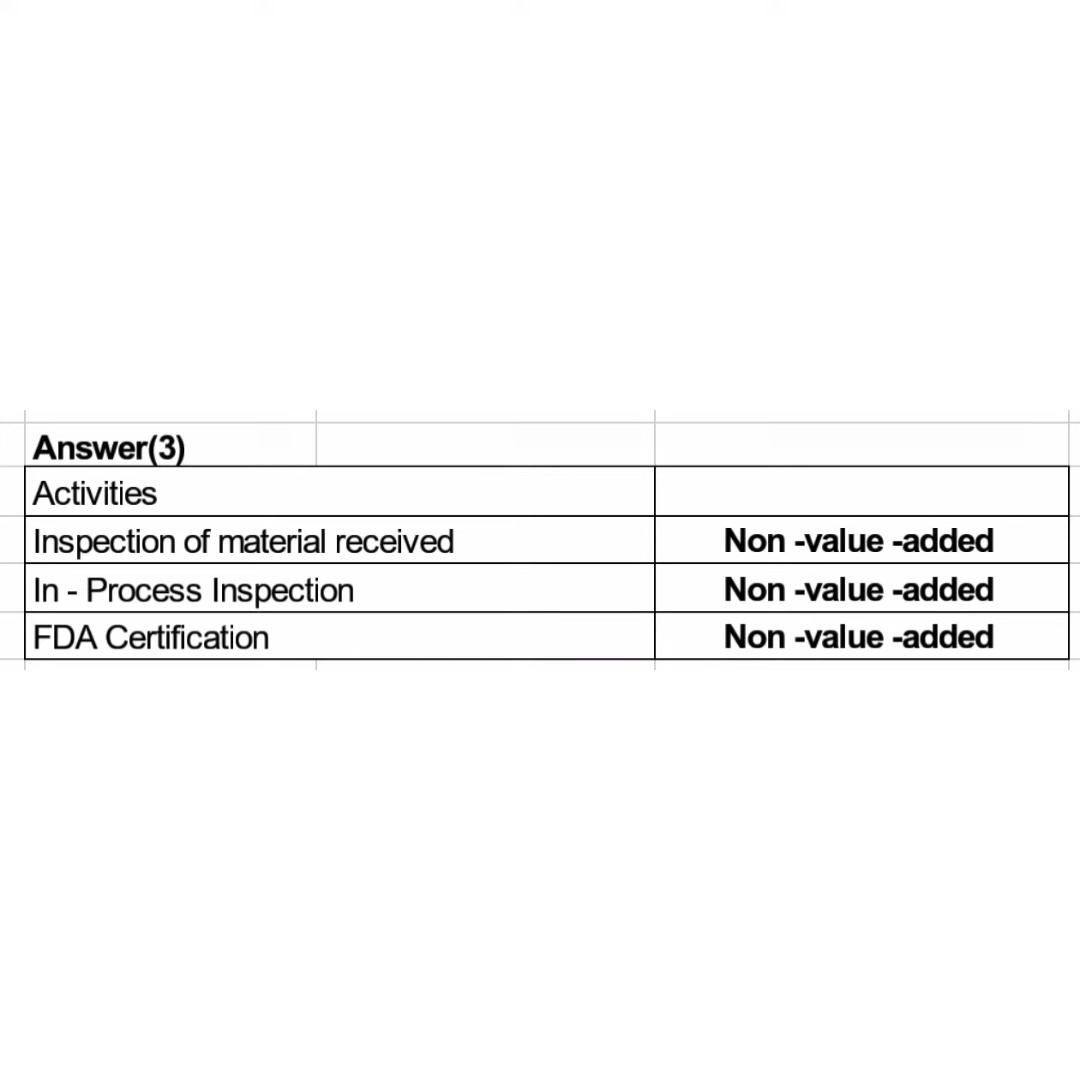 Answer(3)
Activities
Inspection of material received Non -value -added
In - Process Inspection Non -value -added
FDA Certification Non -value -added